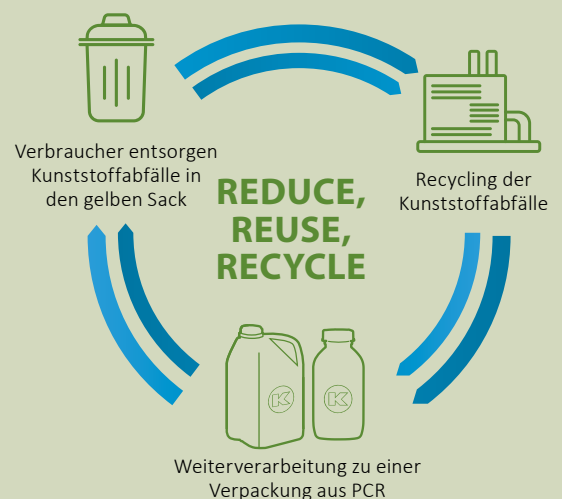 Verbraucher entsorgen
Kunststoffabfälle in
den gelben Sack
Recycling der
Kunststoffabfälle
REDUCE,
REUSE,
RECYCLE
K
K
Weiterverarbeitung zu einer
Verpackung aus PCR